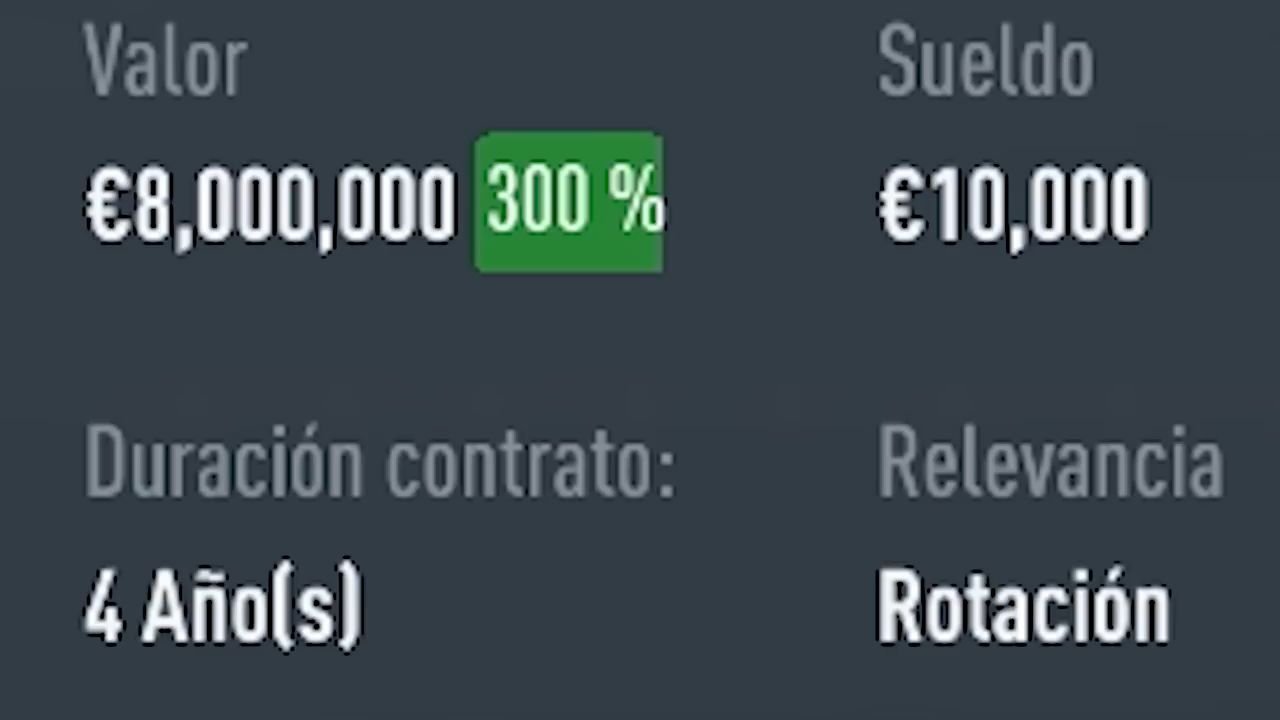 Valor
Sueldo
€8,000,000 300 %
€10,000
Duración contrato:
Relevancia
4 Año(s)
Rotación